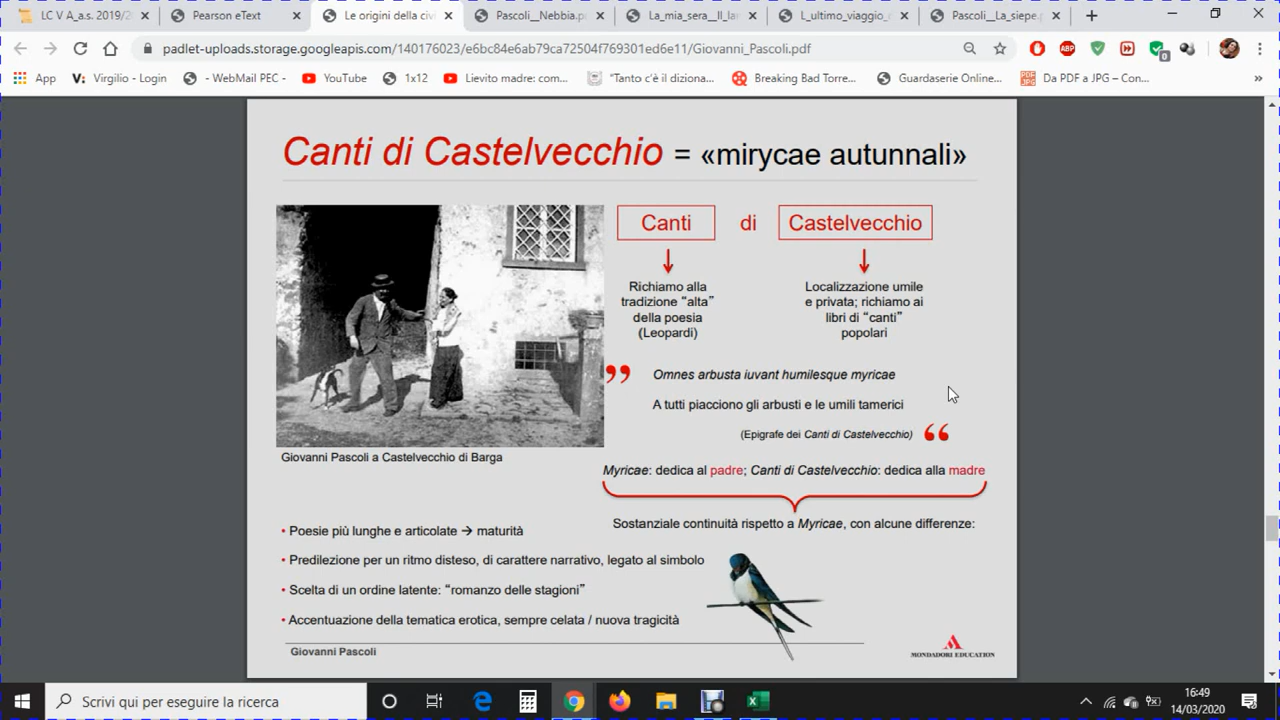 LC V A_a.s. 2019/2
Pearson eText
Le origini della civi
Pascoli__Nebbia.p
La_mia_sera__Il_lar
L_ultimo_viaggio_r
Pascoli__La_siepe.p
padlet-uploads.storage.googleapis.com/140176023/e6bc84e6ab79ca72504f769301ed6e11/Giovanni_Pascoli.pdf
App
Virgilio - Login
- WebMail PEC -
YouTube
1x12
Lievito madre: com...
"Tanto c'è il diziona...
Breaking Bad Torre...
Guardaserie Online...
Da PDF a JPG – Con...
Canti di Castelvecchio = «mirycae autunnali»
Canti di Castelvecchio
Richiamo alla
tradizione "alta"
della poesia
(Leopardi)
Localizzazione umile
e privata; richiamo ai
libri di "canti"
popolari
Omnes arbusta iuvant humilesque myricae
A tutti piacciono gli arbusti e le umili tamerici
(Epigrafe dei Canti di Castelvecchio)
Giovanni Pascoli a Castelvecchio di Barga
Myricae: dedica al padre; Canti di Castelvecchio: dedica alla madre
Sostanziale continuità rispetto a Myricae, con alcune differenze:
• Poesie più lunghe e articolate → maturità
• Predilezione per un ritmo disteso, di carattere narrativo, legato al simbolo
• Scelta di un ordine latente: "romanzo delle stagioni"
• Accentuazione della tematica erotica, sempre celata / nuova tragicità
Giovanni Pascoli
MONDADORI EDUCATION
Scrivi qui per eseguire la ricerca
16:49
14/03/2020